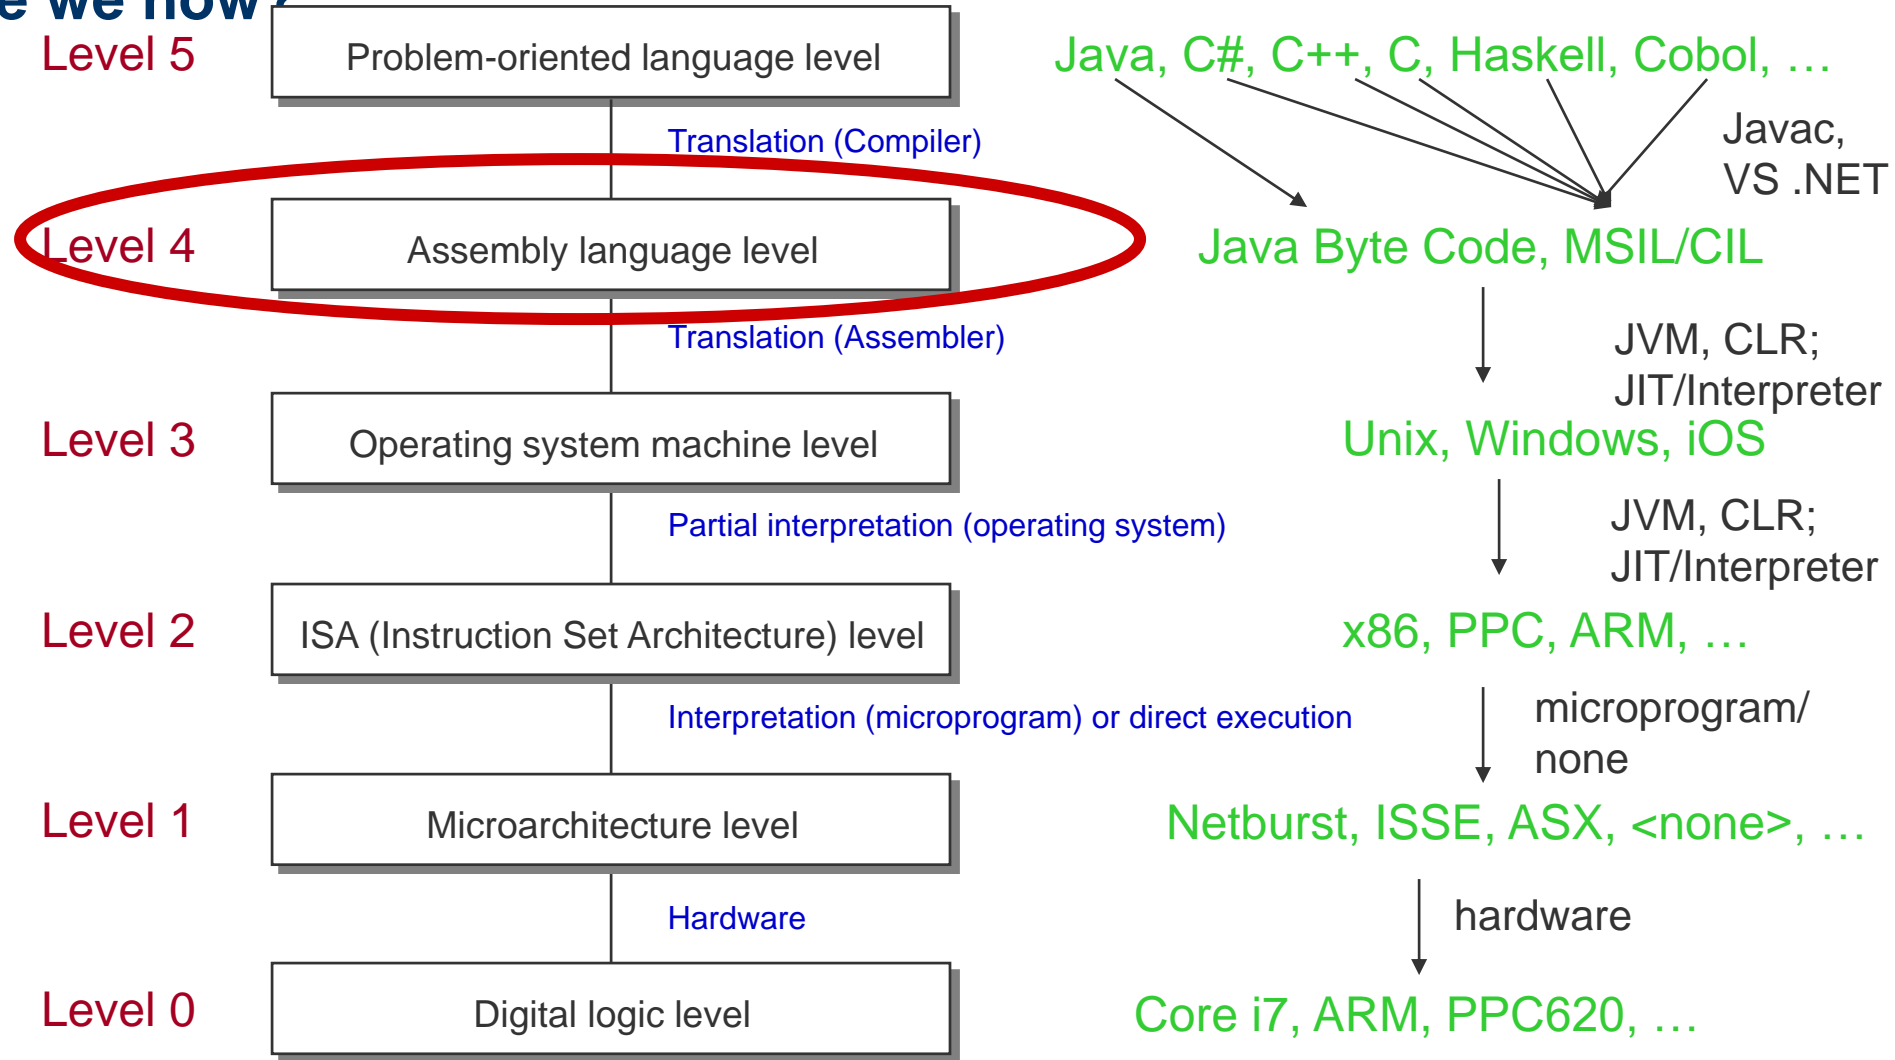 e we now?
Level 5
Problem-oriented language level
Java, C#, C++, C, Haskell, Cobol, …
Translation (Compiler)
Javac,
VS .NET
Level 4
Assembly language level
Java Byte Code, MSIL/CIL
Translation (Assembler)
JVM, CLR;
JIT/Interpreter
Level 3
Operating system machine level
Unix, Windows, iOS
Partial interpretation (operating system)
JVM, CLR;
JIT/Interpreter
Level 2
ISA (Instruction Set Architecture) level
x86, PPC, ARM, …
Interpretation (microprogram) or direct execution
microprogram/
none
Level 1
Microarchitecture level
Netburst, ISSE, ASX, <none>, …
Hardware
hardware
Level 0
Digital logic level
Core i7, ARM, PPC620, …